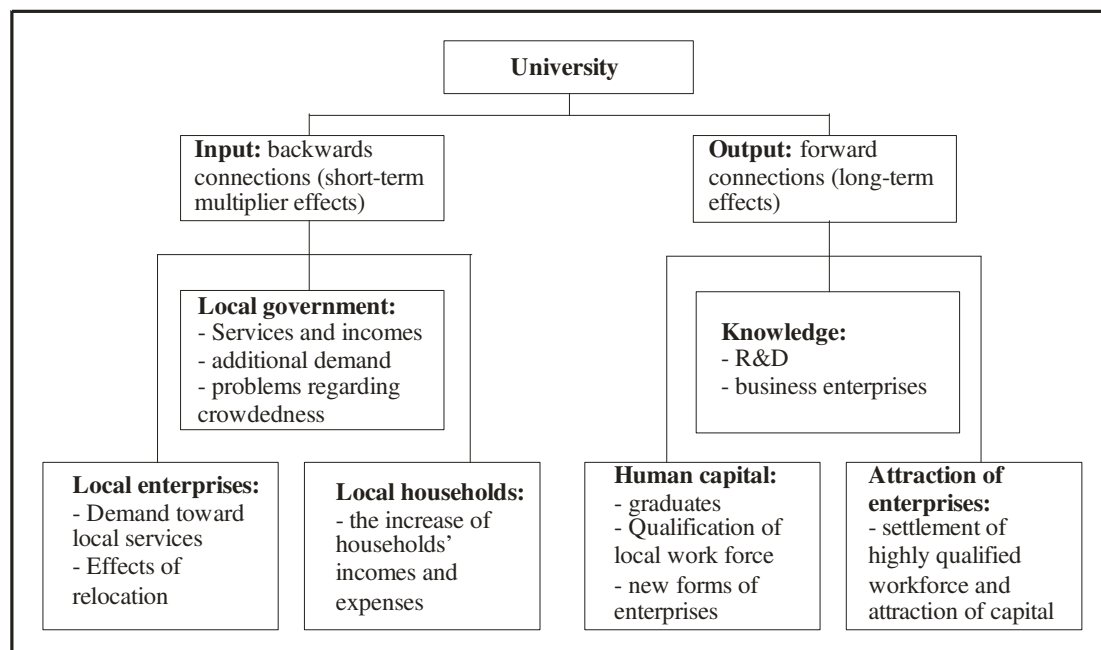 University
Input: backwards
connections (short-term
multiplier effects)
Output: forward
connections (long-term
effects)
Local government:
- Services and incomes
- additional demand
- problems regarding
crowdedness
Knowledge:
- R&D
- business enterprises
Local enterprises:
- Demand toward
local services
- Effects of
relocation
Local households:
- the increase of
households’
incomes and
expenses
Human capital:
- graduates
- Qualification of
local work force
- new forms of
enterprises
Attraction of
enterprises:
- settlement of
highly qualified
workforce and
attraction of capital